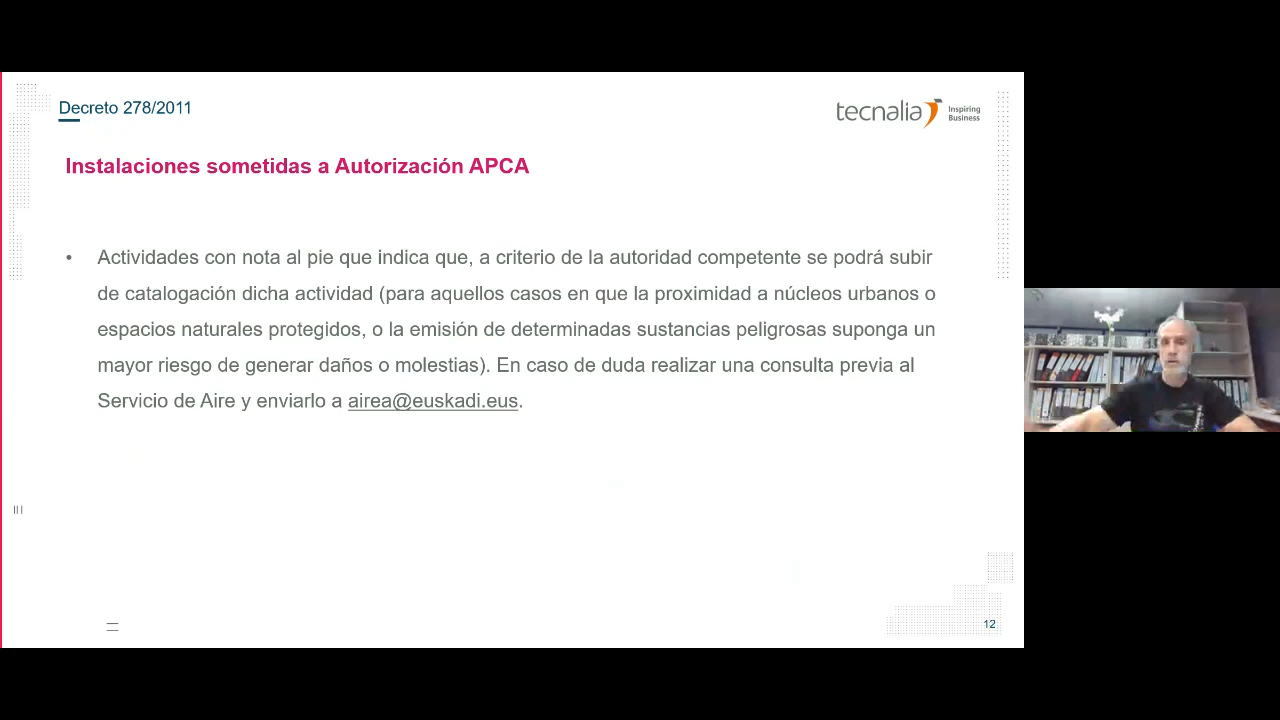 Decreto 278/2011
tecnalia
Inspiring
Business
Instalaciones sometidas a Autorización APCA
• Actividades con nota al pie que indica que, a criterio de la autoridad competente se podrá subir
de catalogación dicha actividad (para aquellos casos en que la proximidad a núcleos urbanos o
espacios naturales protegidos, o la emisión de determinadas sustancias peligrosas suponga un
mayor riesgo de generar daños o molestias). En caso de duda realizar una consulta previa al
Servicio de Aire y enviarlo a airea@euskadi.eus.
12